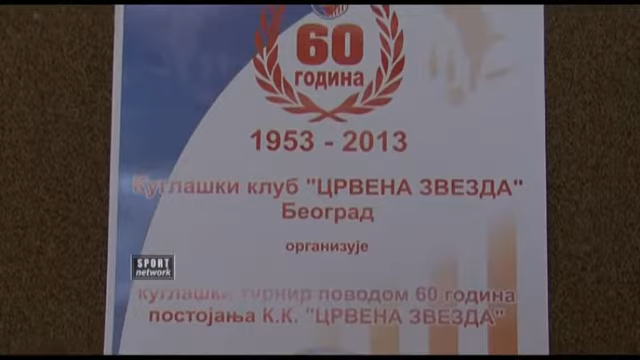 60
година
1953 - 2013
Куглашки клуб "ЦРВЕНА ЗВЕЗДА"
Београд
организује
SPORT
network
куглашки турнир поводом 60 година
постојања К.К. "ЦРВЕНА ЗВЕЗДА"